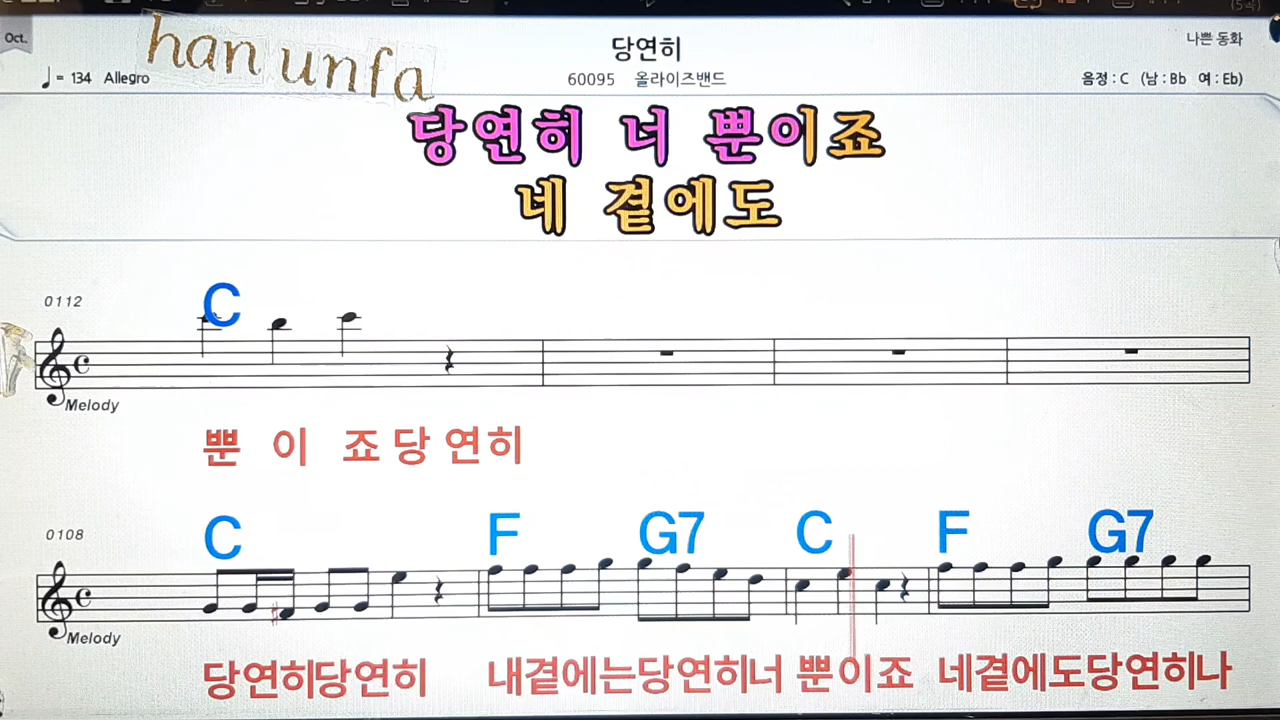 Oct.
han unfa
당연히
나쁜 동화
♩= 134 Allegro
60095 올라이즈밴드
음정 : C (남 : Bb 여 : Eb)
당연히 너 뿐이죠
네 곁에도
0112
C
Melody
뿐 이 죠 당 연히
0108
C F G7 C F G7
Melody
당연히당연히 내곁에는당연히너 뿐이죠 네곁에도당연히나